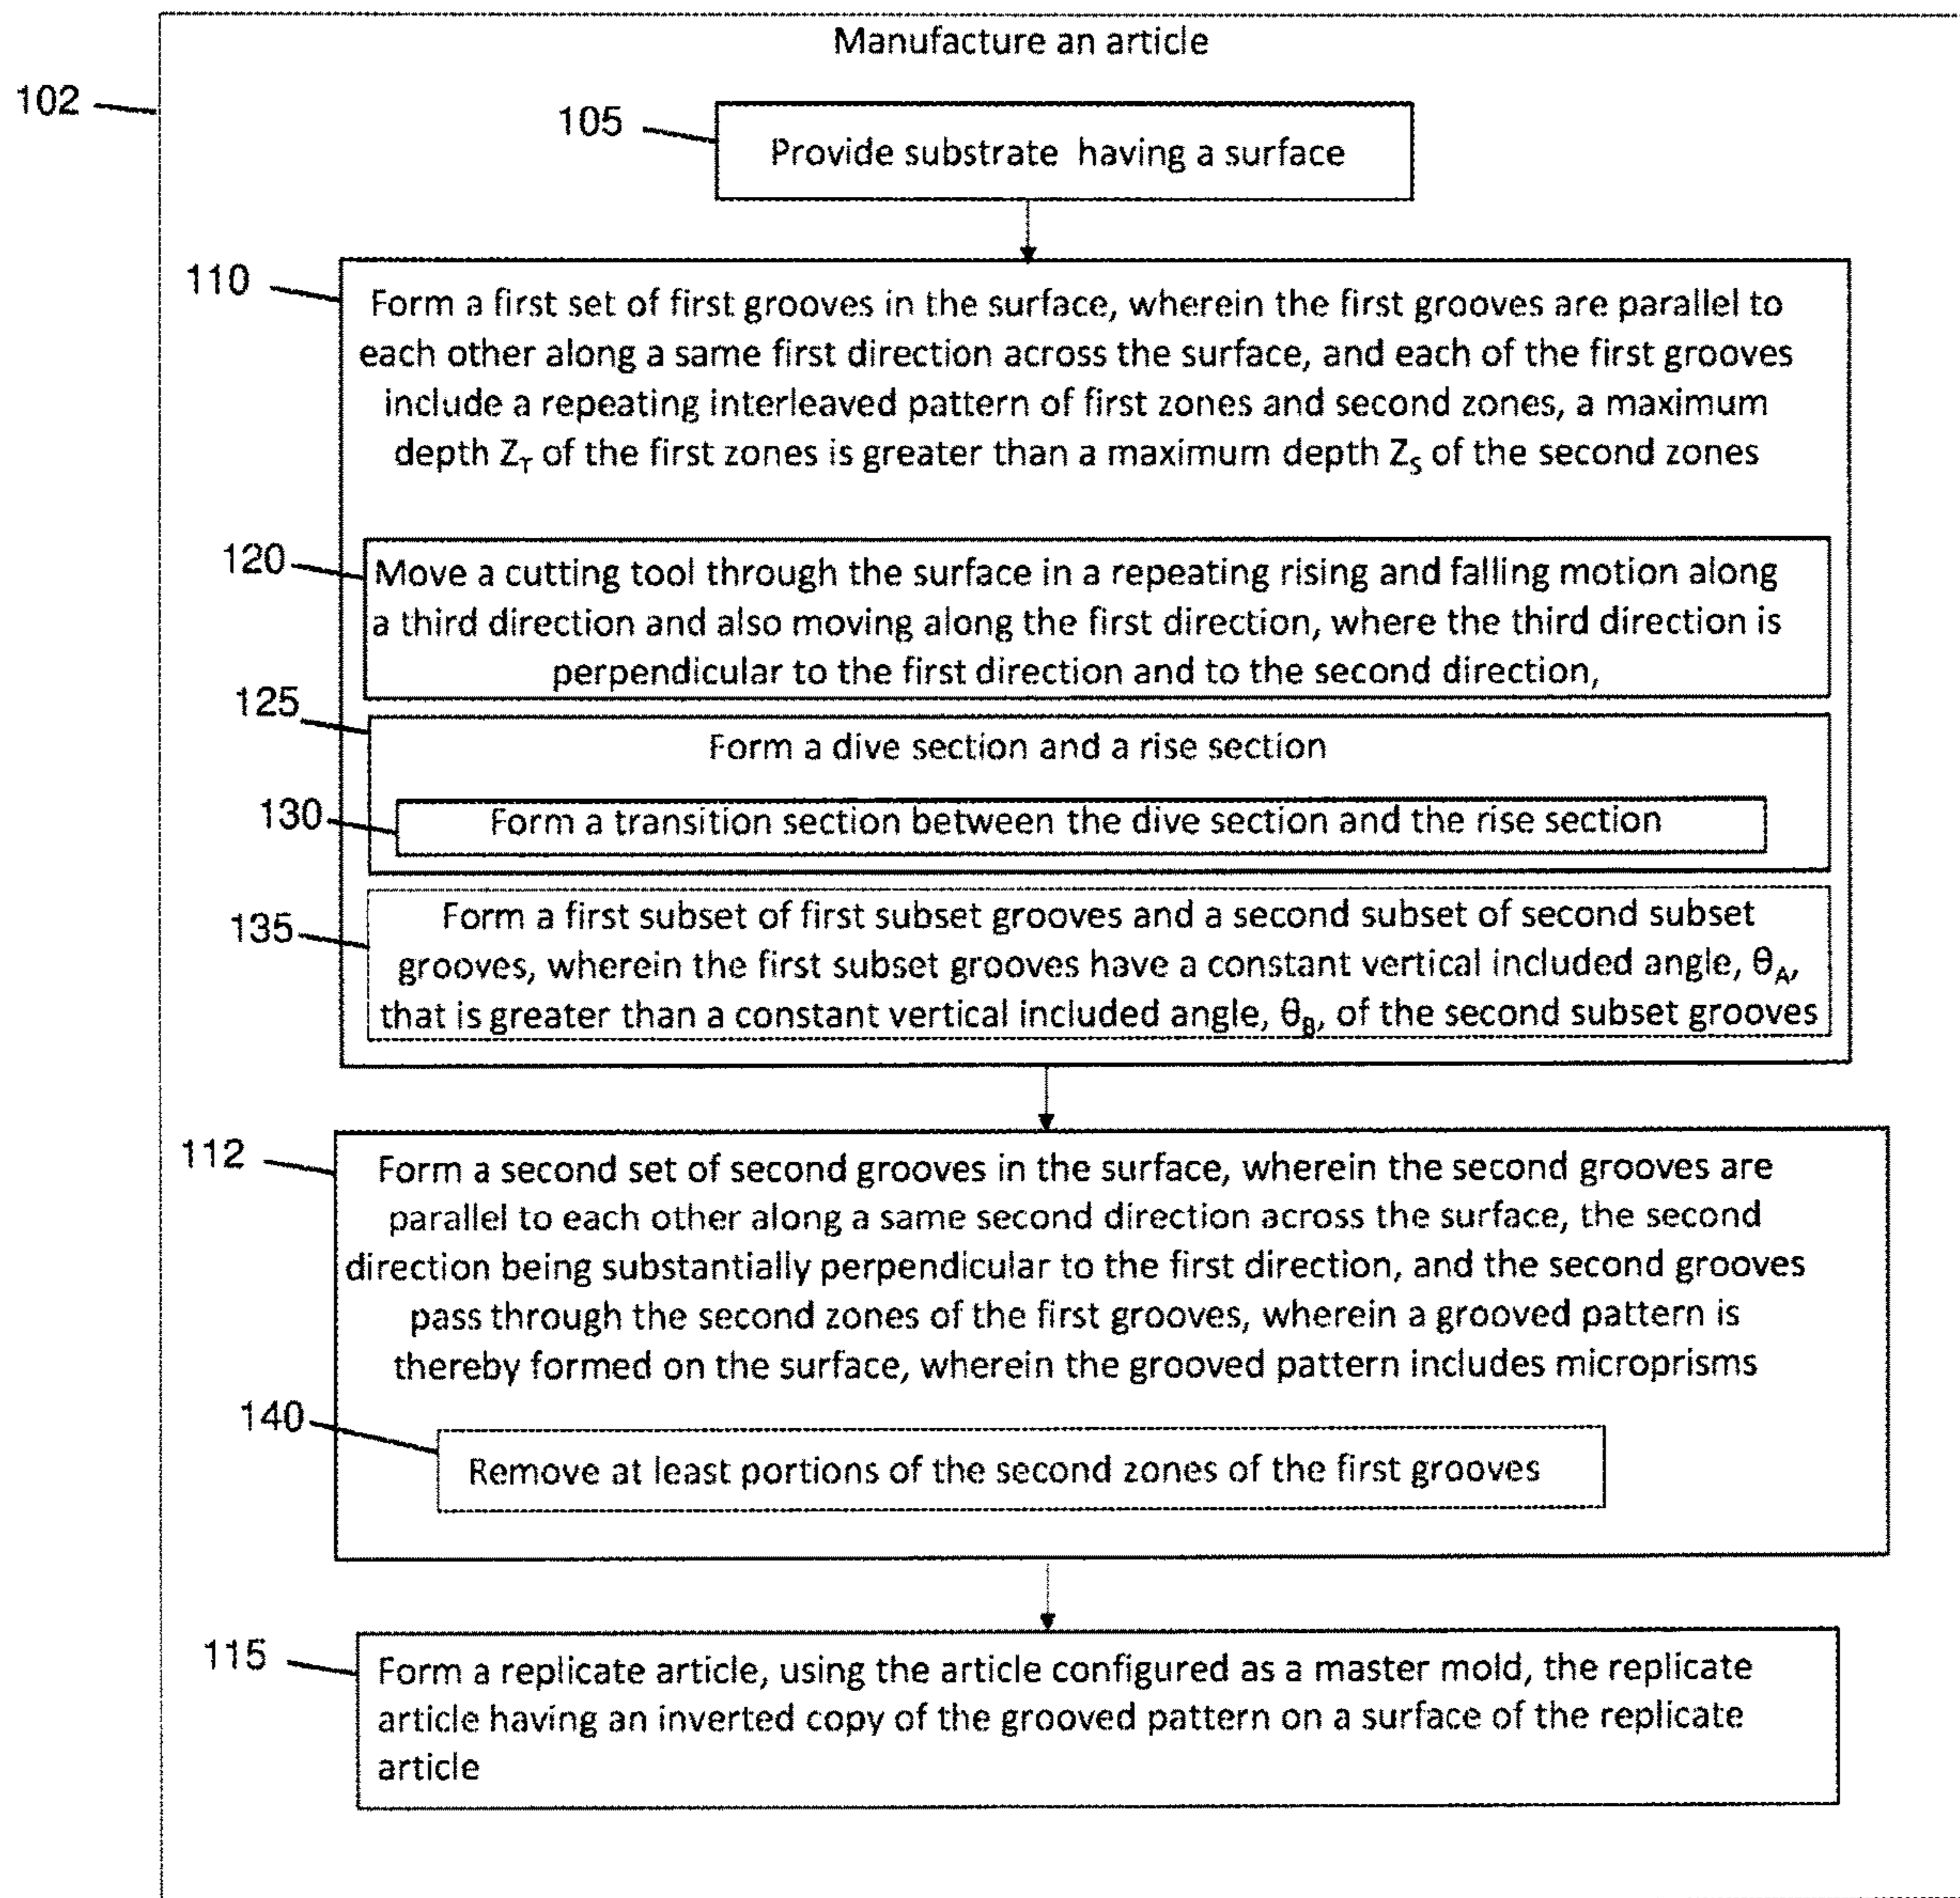 Manufacture an article
102
105
Provide substrate having a surface
110
Form a first set of first grooves in the surface, wherein the first grooves are parallel to
each other along a same first direction across the surface, and each of the first grooves
include a repeating interleaved pattern of first zones and second zones, a maximum
depth Z_T of the first zones is greater than a maximum depth Z_S of the second zones
120
Move a cutting tool through the surface in a repeating rising and falling motion along
a third direction and also moving along the first direction, where the third direction is
perpendicular to the first direction and to the second direction,
125
Form a dive section and a rise section
130
Form a transition section between the dive section and the rise section
135
Form a first subset of first subset grooves and a second subset of second subset
grooves, wherein the first subset grooves have a constant vertical included angle, θ_A,
that is greater than a constant vertical included angle, θ_B, of the second subset grooves
112
Form a second set of second grooves in the surface, wherein the second grooves are
parallel to each other along a same second direction across the surface, the second
direction being substantially perpendicular to the first direction, and the second grooves
pass through the second zones of the first grooves, wherein a grooved pattern is
thereby formed on the surface, wherein the grooved pattern includes microprisms
140
Remove at least portions of the second zones of the first grooves
115
Form a replicate article, using the article configured as a master mold, the replicate
article having an inverted copy of the grooved pattern on a surface of the replicate
article